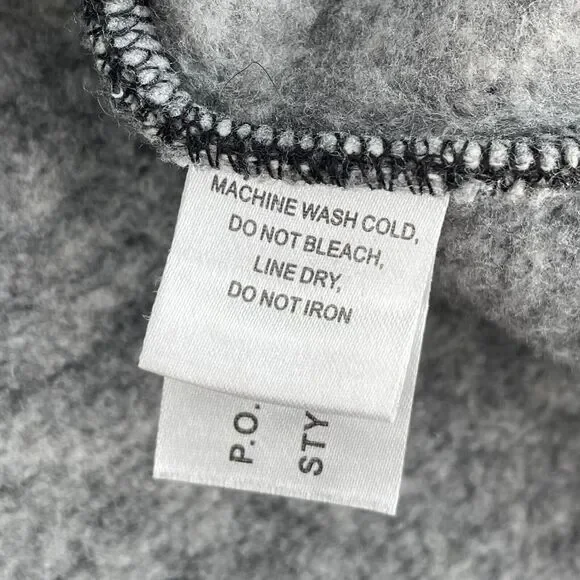 MACHINE WASH COLD,
DO NOT BLEACH,
LINE DRY,
DO NOT IRON
P.O.
STY